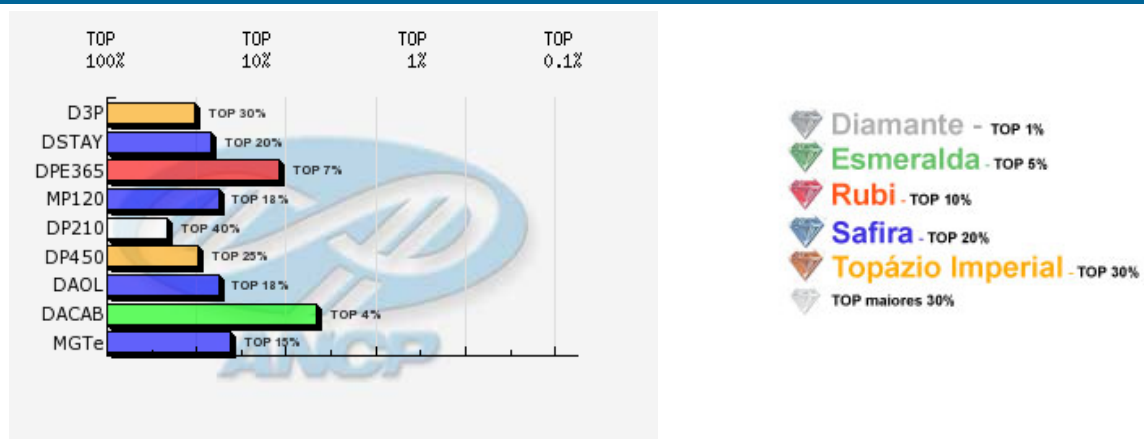 TOP TOP TOP TOP
100% 10% 1% 0.1%
D3P TOP 30%
DSTAY TOP 20%
DPE365 TOP 7%
MP120 TOP 18%
DP210 TOP 40%
DP450 TOP 25%
DAOL TOP 18%
DACAB TOP 4%
MGTe TOP 15%
ANCP
Diamante - TOP 1%
Esmeralda - TOP 5%
Rubi - TOP 10%
Safira - TOP 20%
Topázio Imperial - TOP 30%
TOP maiores 30%